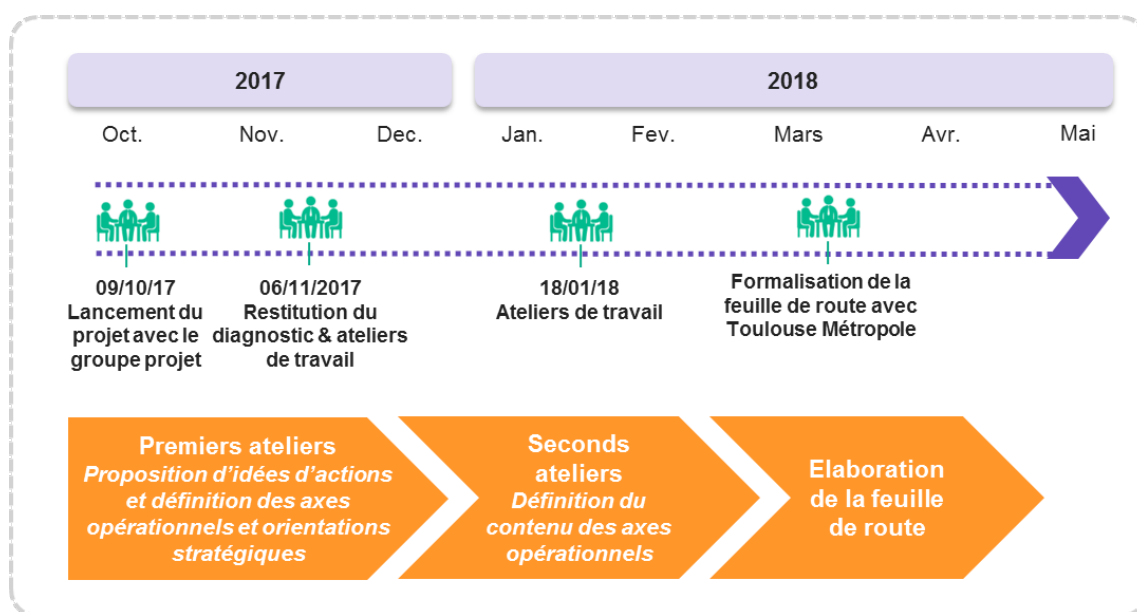 2017
2018
Oct.
Nov.
Dec.
Jan.
Fev.
Mars
Avr.
Mai
09/10/17
Lancement du
projet avec le
groupe projet
06/11/2017
Restitution du
diagnostic & ateliers
de travail
18/01/18
Ateliers de travail
Formalisation de la
feuille de route avec
Toulouse Métropole
Premiers ateliers
Proposition d’idées d’actions
et définition des axes
opérationnels et orientations
stratégiques
Seconds
ateliers
Définition du
contenu des axes
opérationnels
Elaboration
de la feuille
de route